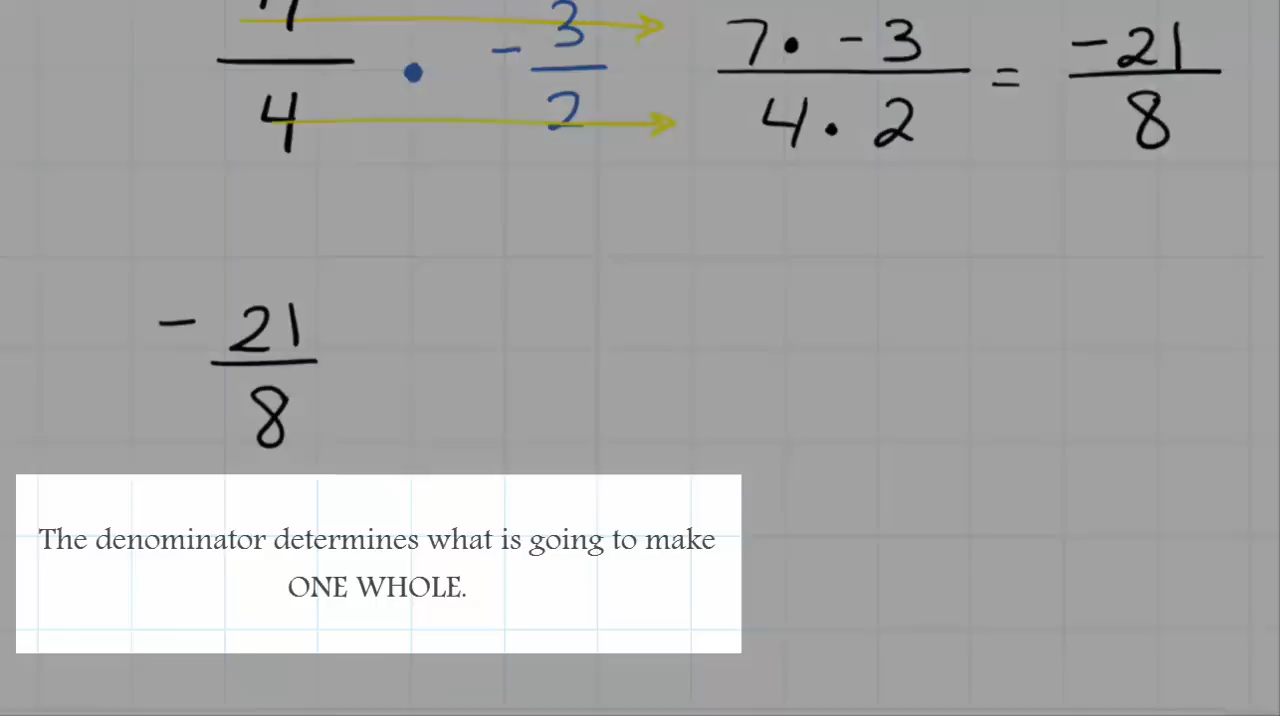 7/4 • - 3/2 7 • - 3 / 4 • 2 = - 21/8
- 21/8
The denominator determines what is going to make
ONE WHOLE.